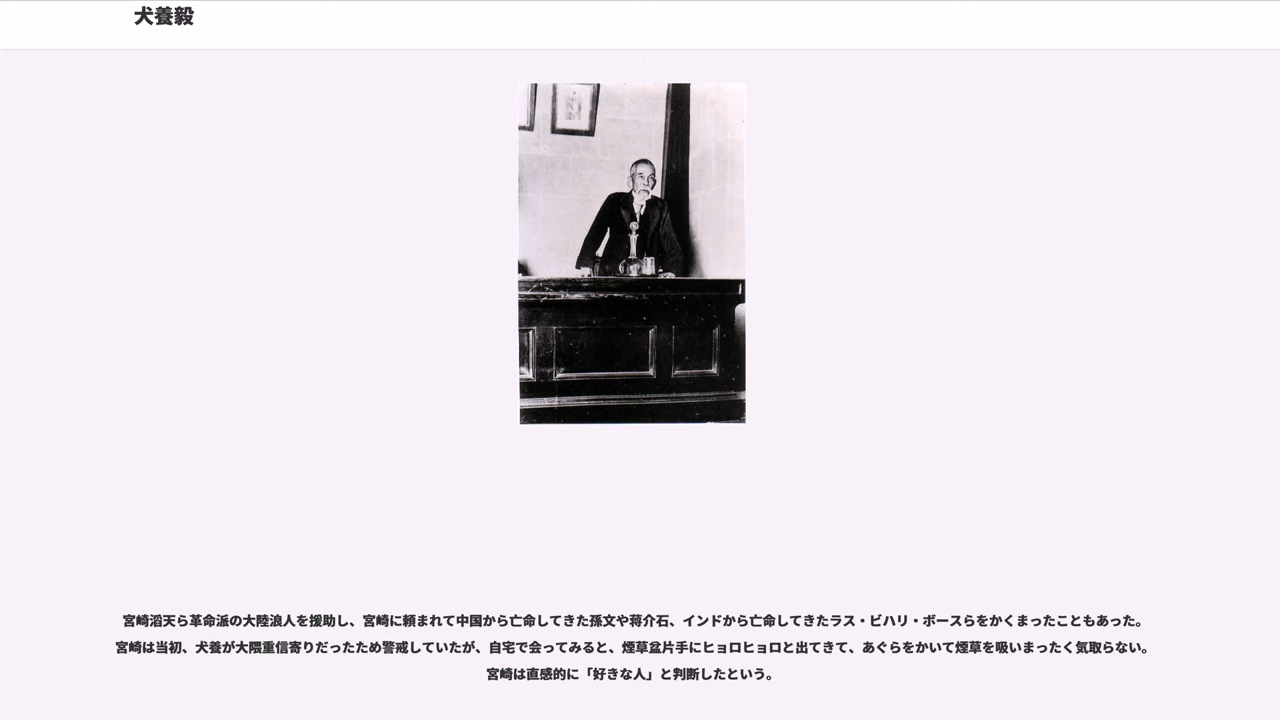 犬養毅
宮崎滔天ら革命派の大陸浪人を援助し、宮崎に頼まれて中国から亡命してきた孫文や蒋介石、インドから亡命してきたラス・ビハリ・ボースらをかくまったこともあった。
宮崎は当初、犬養が大隈重信寄りだったため警戒していたが、自宅で会ってみると、煙草盆片手にヒョロヒョロと出てきて、あぐらをかいて煙草を吸いまったく気取らない。
宮崎は直感的に「好きな人」と判断したという。